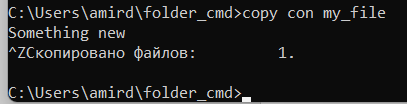 C:\Users\amird\folder_cmd>copy con my_file
Something new
^ZСкопировано файлов:         1.
C:\Users\amird\folder_cmd>